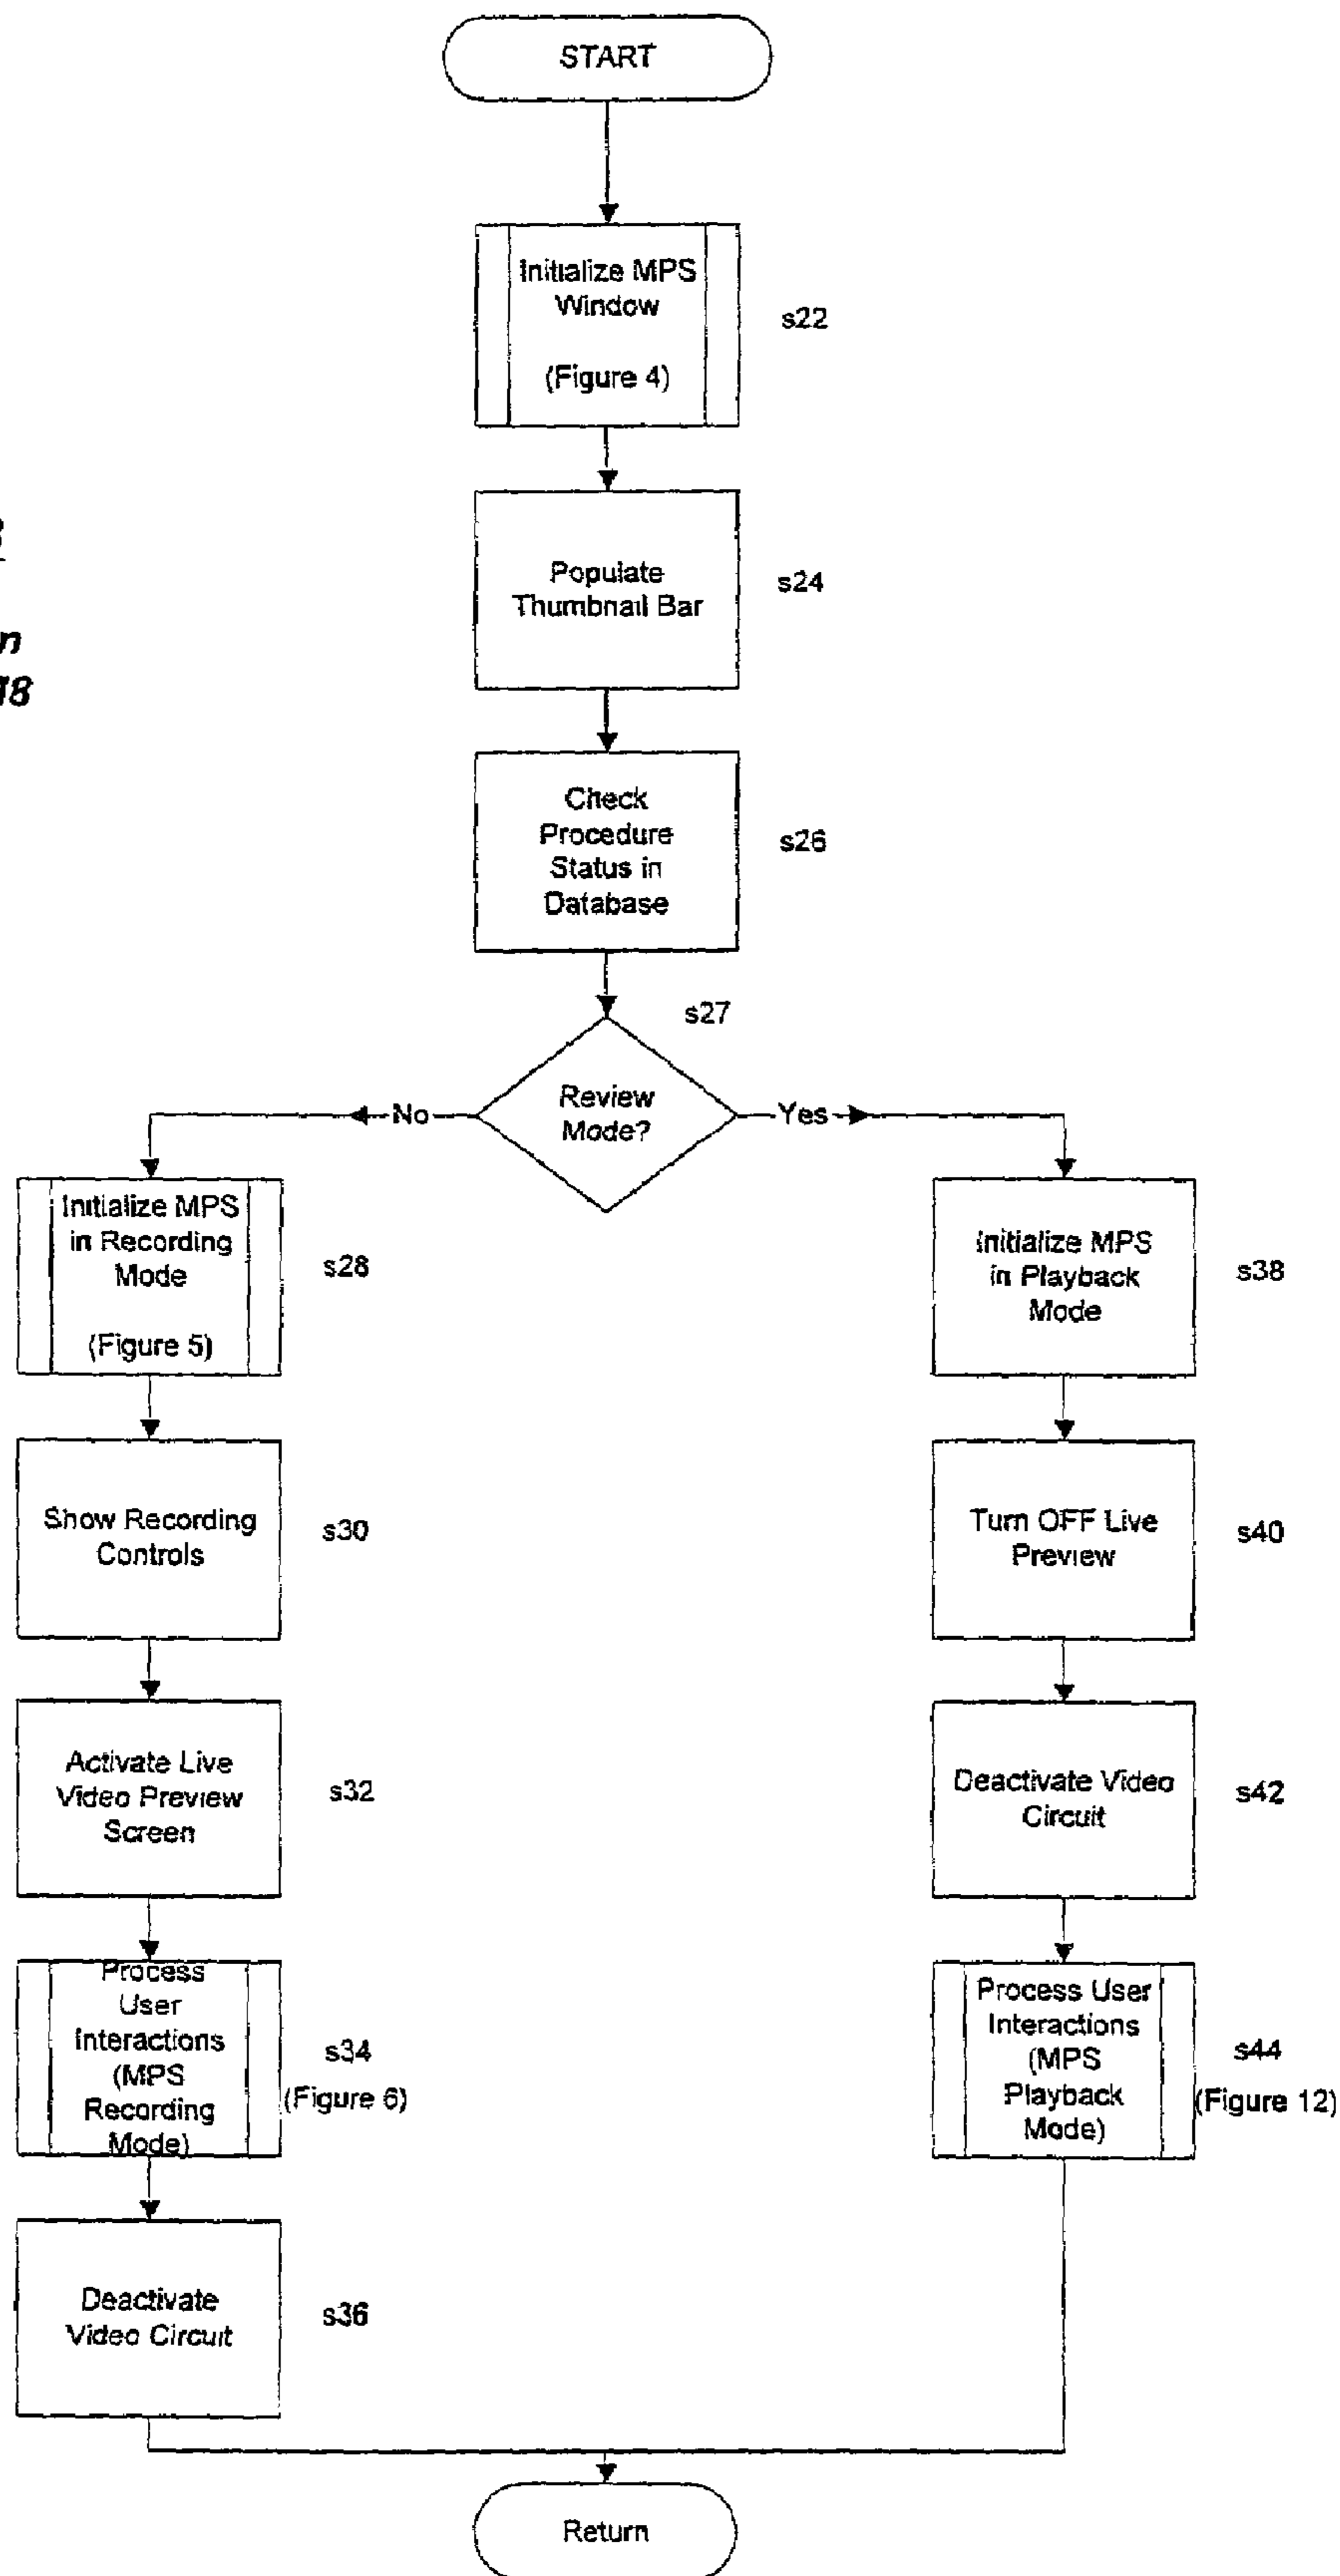 START
Initialize MPS
Window
(Figure 4)
s22
Populate
Thumbnail Bar
s24
Check
Procedure
Status in
Database
s26
s27
Review
Mode?
No
Yes
Initialize MPS
in Recording
Mode
(Figure 5)
s28
Initialize MPS
in Playback
Mode
s38
Show Recording
Controls
s30
Turn OFF Live
Preview
s40
Activate Live
Video Preview
Screen
s32
Deactivate Video
Circuit
s42
Process
User
Interactions
(MPS
Recording
Mode)
s34
(Figure 6)
Process User
Interactions
(MPS
Playback
Mode)
s44
(Figure 12)
Deactivate
Video Circuit
s36
Return